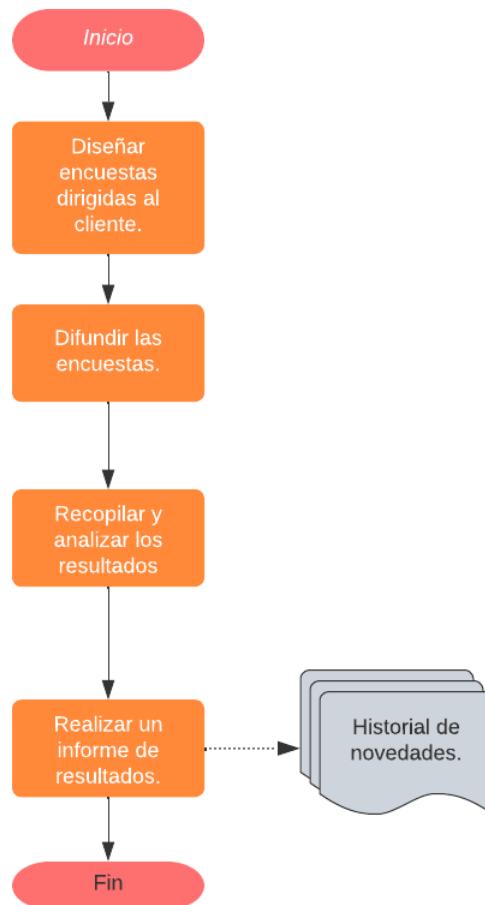 Inicio
Diseñar
encuestas
dirigidas al
cliente.
Difundir las
encuestas.
Recopilar y
analizar los
resultados
Realizar un
informe de
resultados.
Historial de
novedades.
Fin